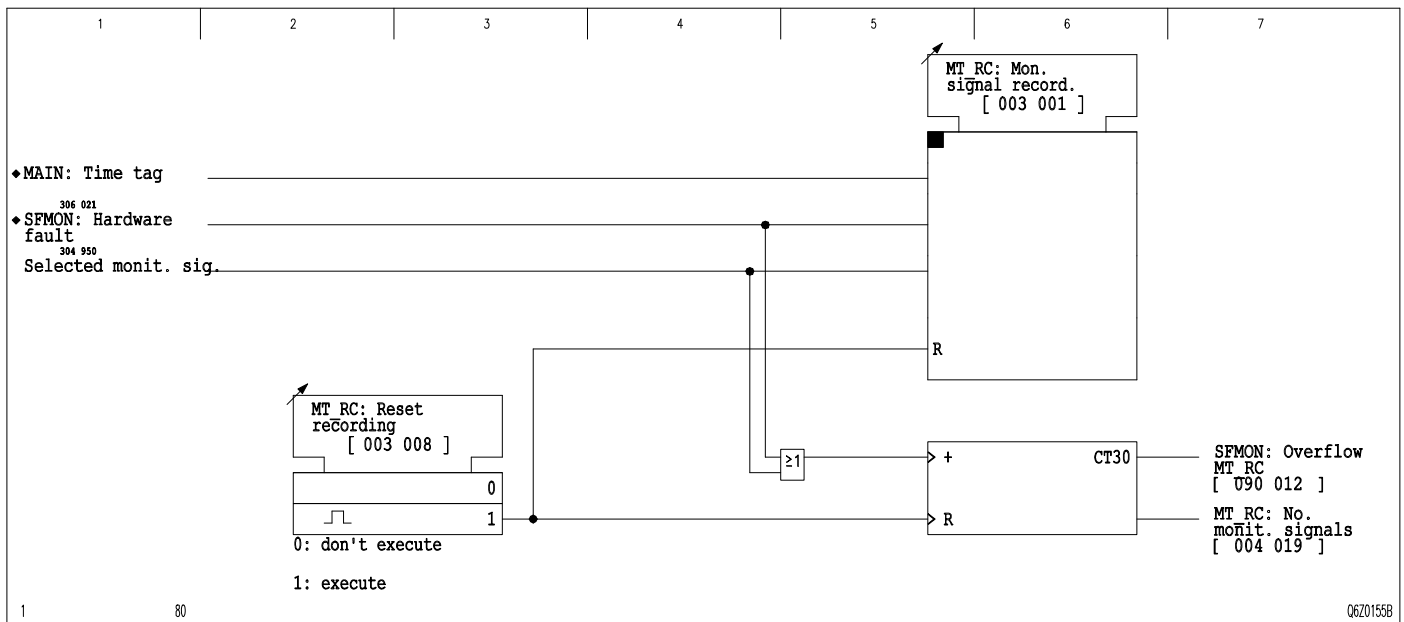 1 2 3 4 5 6 7
MT_RC: Mon.
signal record.
[ 003 001 ]
◆MAIN: Time tag
306 021
◆SFMON: Hardware
fault
304 950
Selected monit. sig.
R
MT_RC: Reset
recording
[ 003 008 ]
0
1
0: don't execute
1: execute
≥1
+ CT30
R
SFMON: Overflow
MT_RC
[ 090 012 ]
MT_RC: No.
monit. signals
[ 004 019 ]
1 80 Q6Z0155B